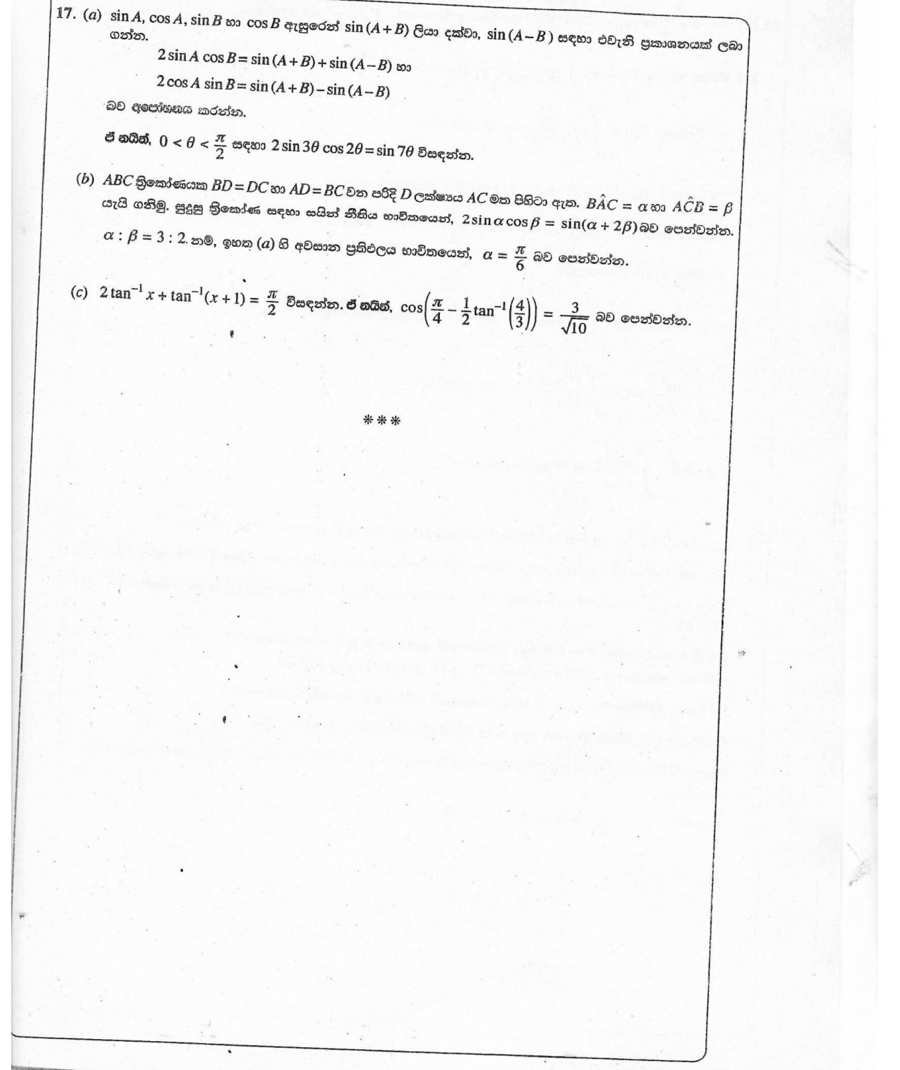 17. (a) sin A, cos A, sin B හා cos B ඇසුරෙන් sin (A + B) ලියා දක්වා, sin (A − B) සඳහා එවැනි ප්‍රකාශනයක් ලබා
ගන්න.
2 sin A cos B = sin (A + B) + sin (A − B) හා
2 cos A sin B = sin (A + B) − sin (A − B)
බව අපෝහනය කරන්න.
ඒ නයින්, 0 < θ < π/2 සඳහා 2 sin 3θ cos 2θ = sin 7θ විසඳන්න.
(b) ABC ත්‍රිකෝණයක BD = DC හා AD = BC වන පරිදි D ලක්ෂ්‍යය AC මත පිහිටා ඇත. BÂC = α හා AĈB = β
යැයි ගනිමු. සුදුසු ත්‍රිකෝණ සඳහා සයින් නීතිය භාවිතයෙන්, 2 sin α cos β = sin(α + 2β) බව පෙන්වන්න.
α : β = 3 : 2 නම්, ඉහත (a) හි අවසාන ප්‍රතිඵලය භාවිතයෙන්, α = π/6 බව පෙන්වන්න.
(c) 2 tan⁻¹ x + tan⁻¹(x + 1) = π/2 විසඳන්න. ඒ නයින්, cos(π/4 − 1/2 tan⁻¹(4/3)) = 3/√10 බව පෙන්වන්න.
* * *